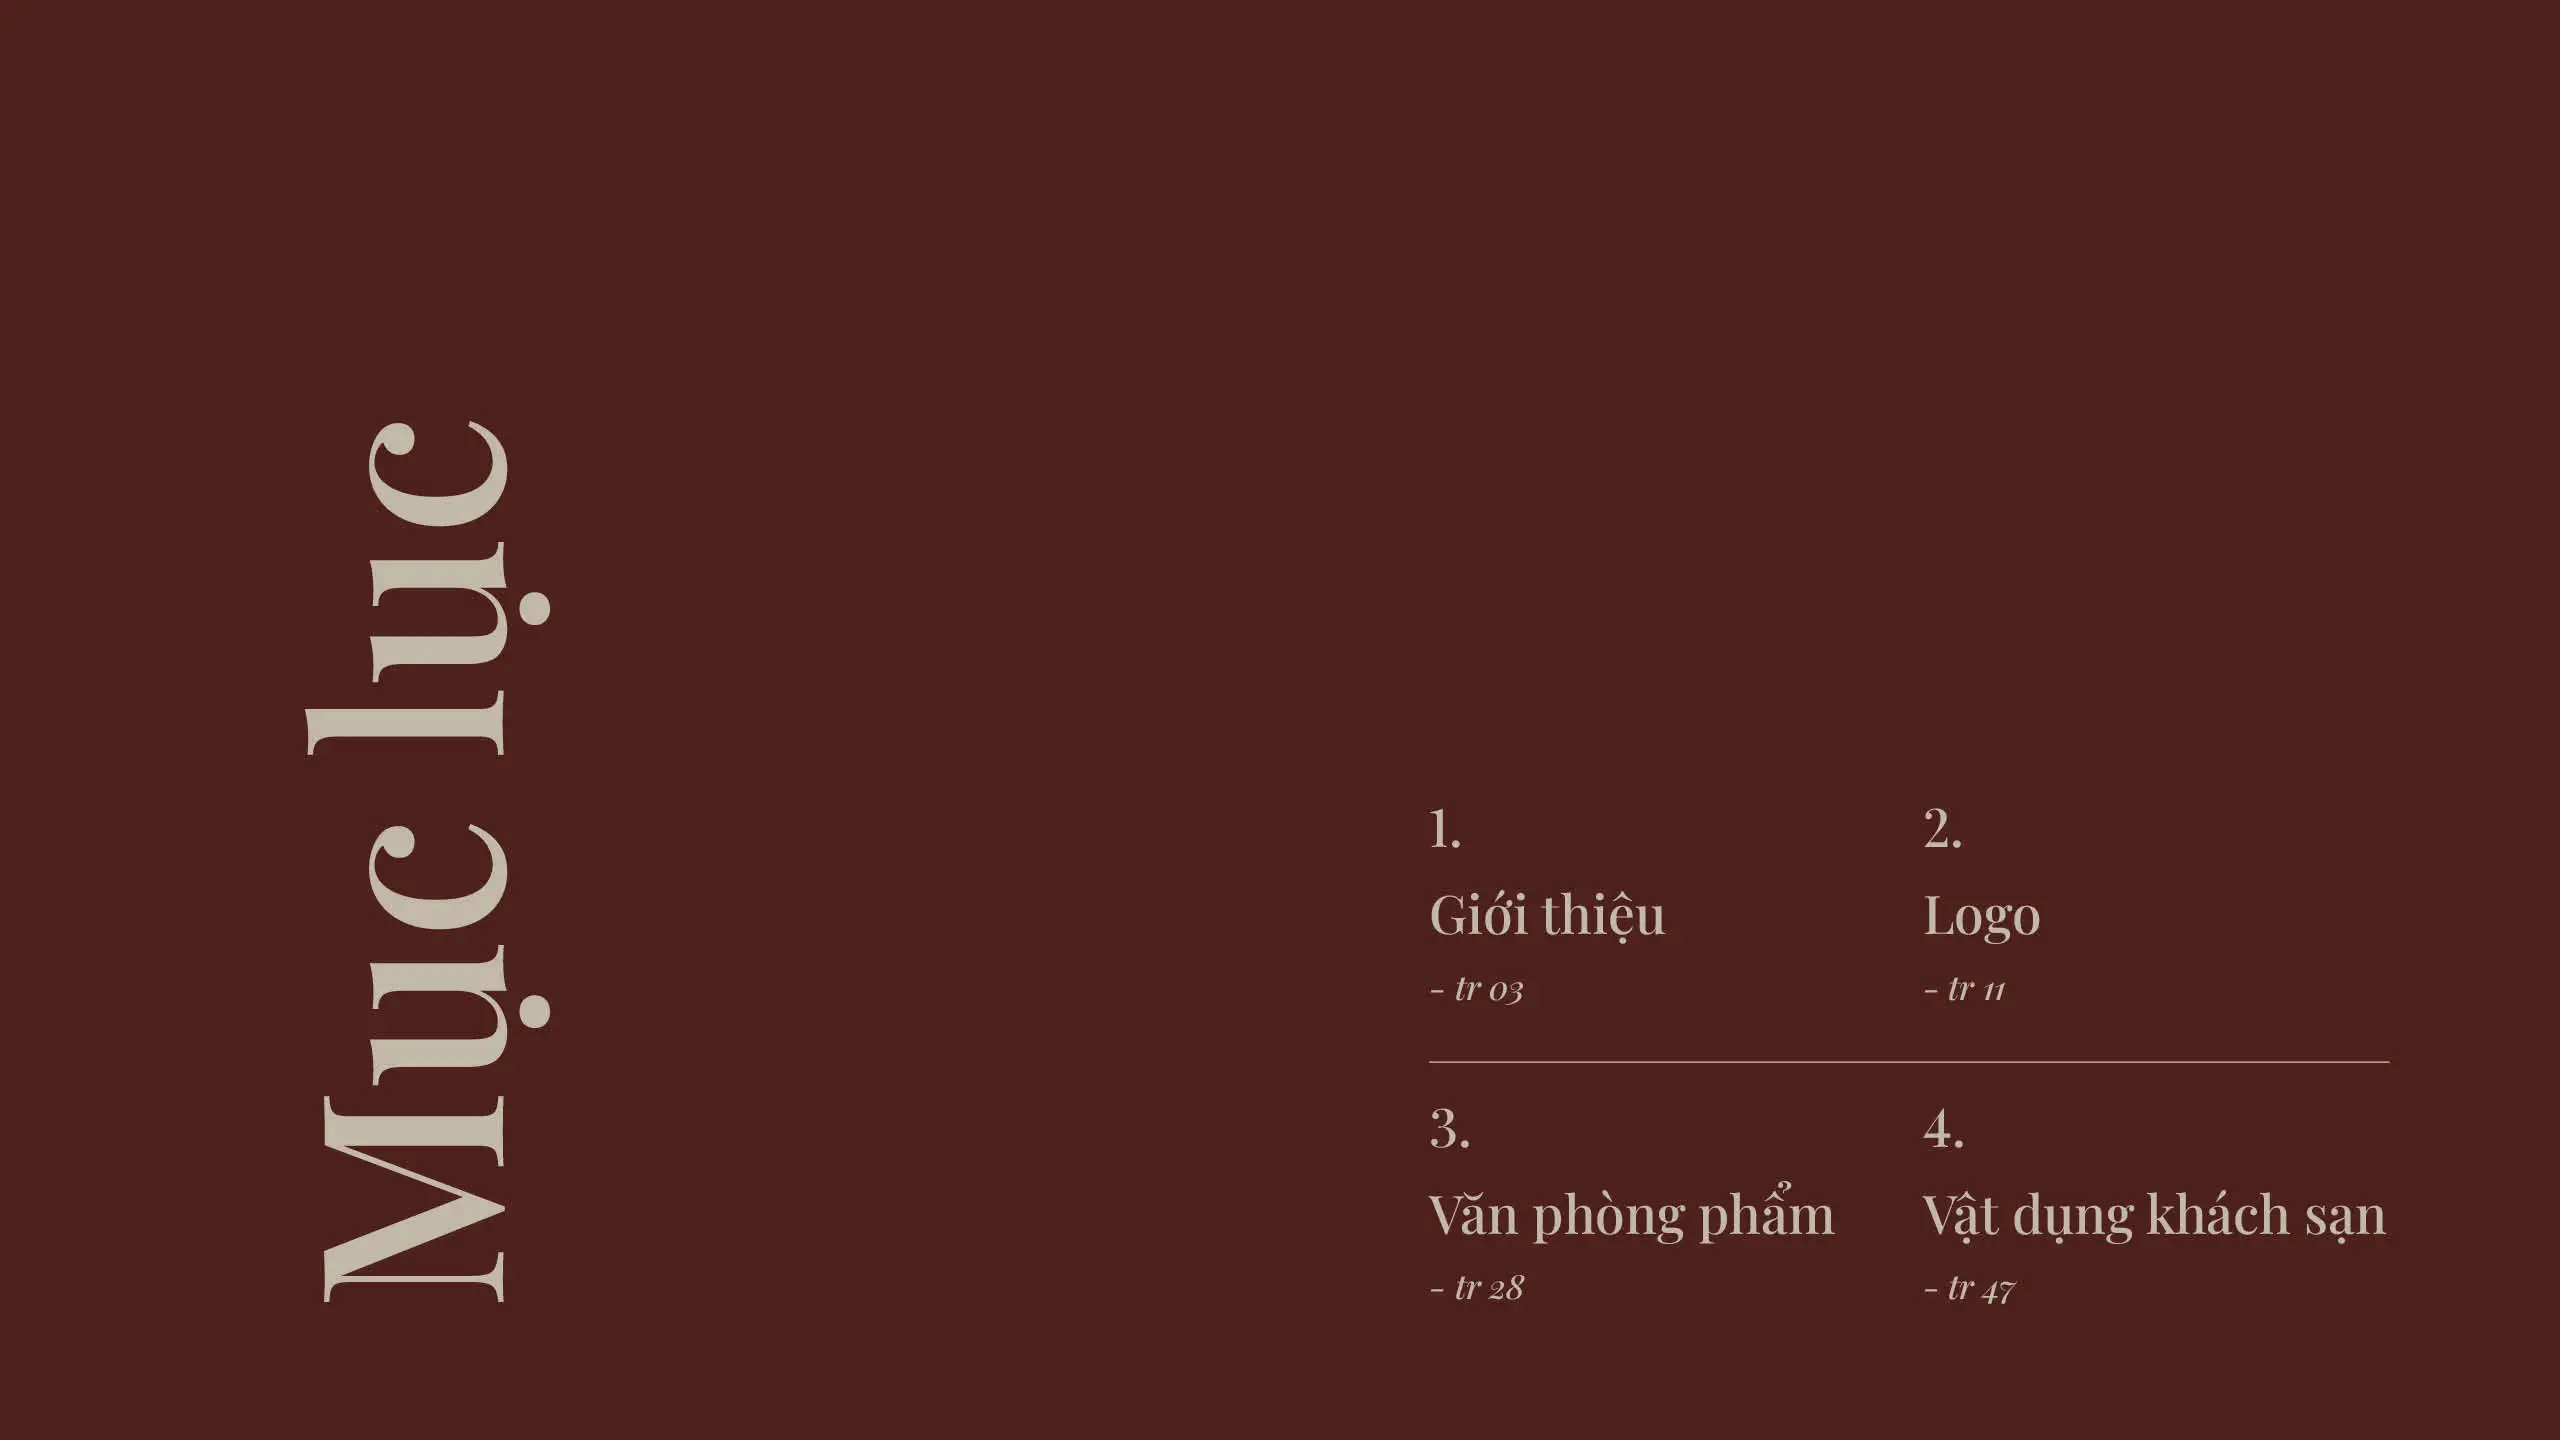 Mục lục
1.
Giới thiệu
- tr 03
2.
Logo
- tr 11
3.
Văn phòng phẩm
- tr 28
4.
Vật dụng khách sạn
- tr 47